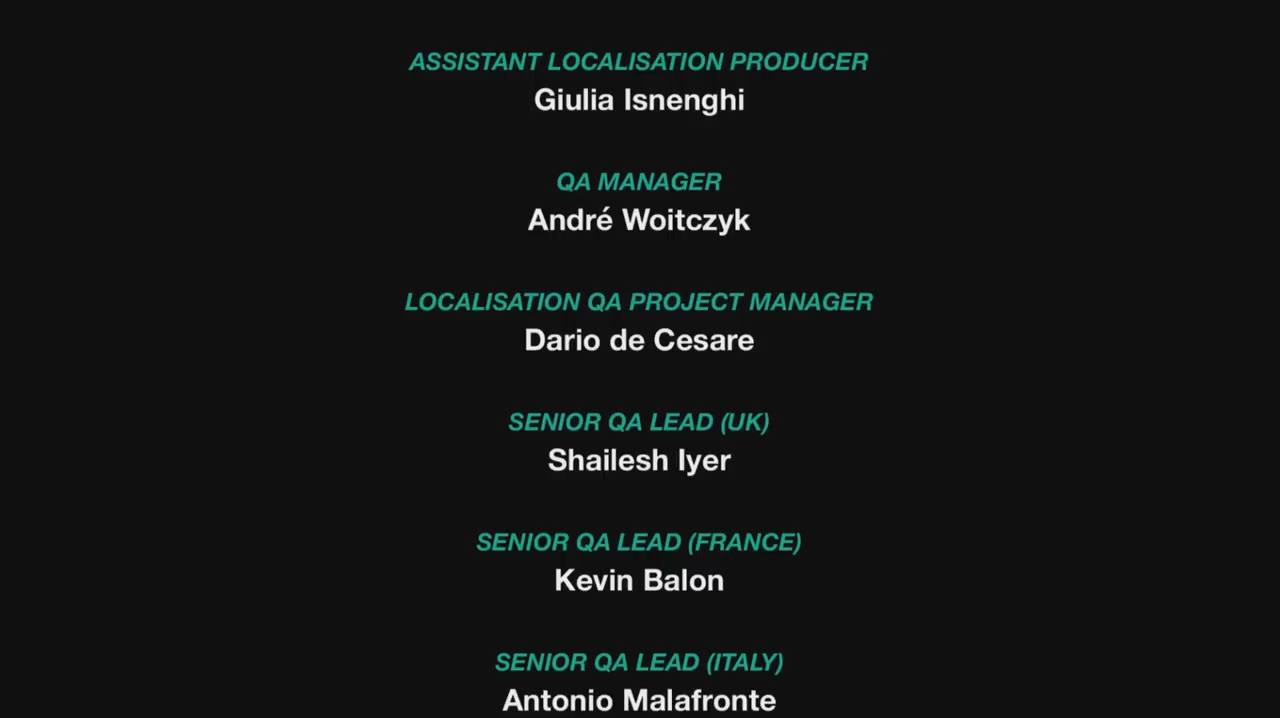 ASSISTANT LOCALISATION PRODUCER
Giulia Isnenghi
QA MANAGER
André Woitczyk
LOCALISATION QA PROJECT MANAGER
Dario de Cesare
SENIOR QA LEAD (UK)
Shailesh Iyer
SENIOR QA LEAD (FRANCE)
Kevin Balon
SENIOR QA LEAD (ITALY)
Antonio Malafronte